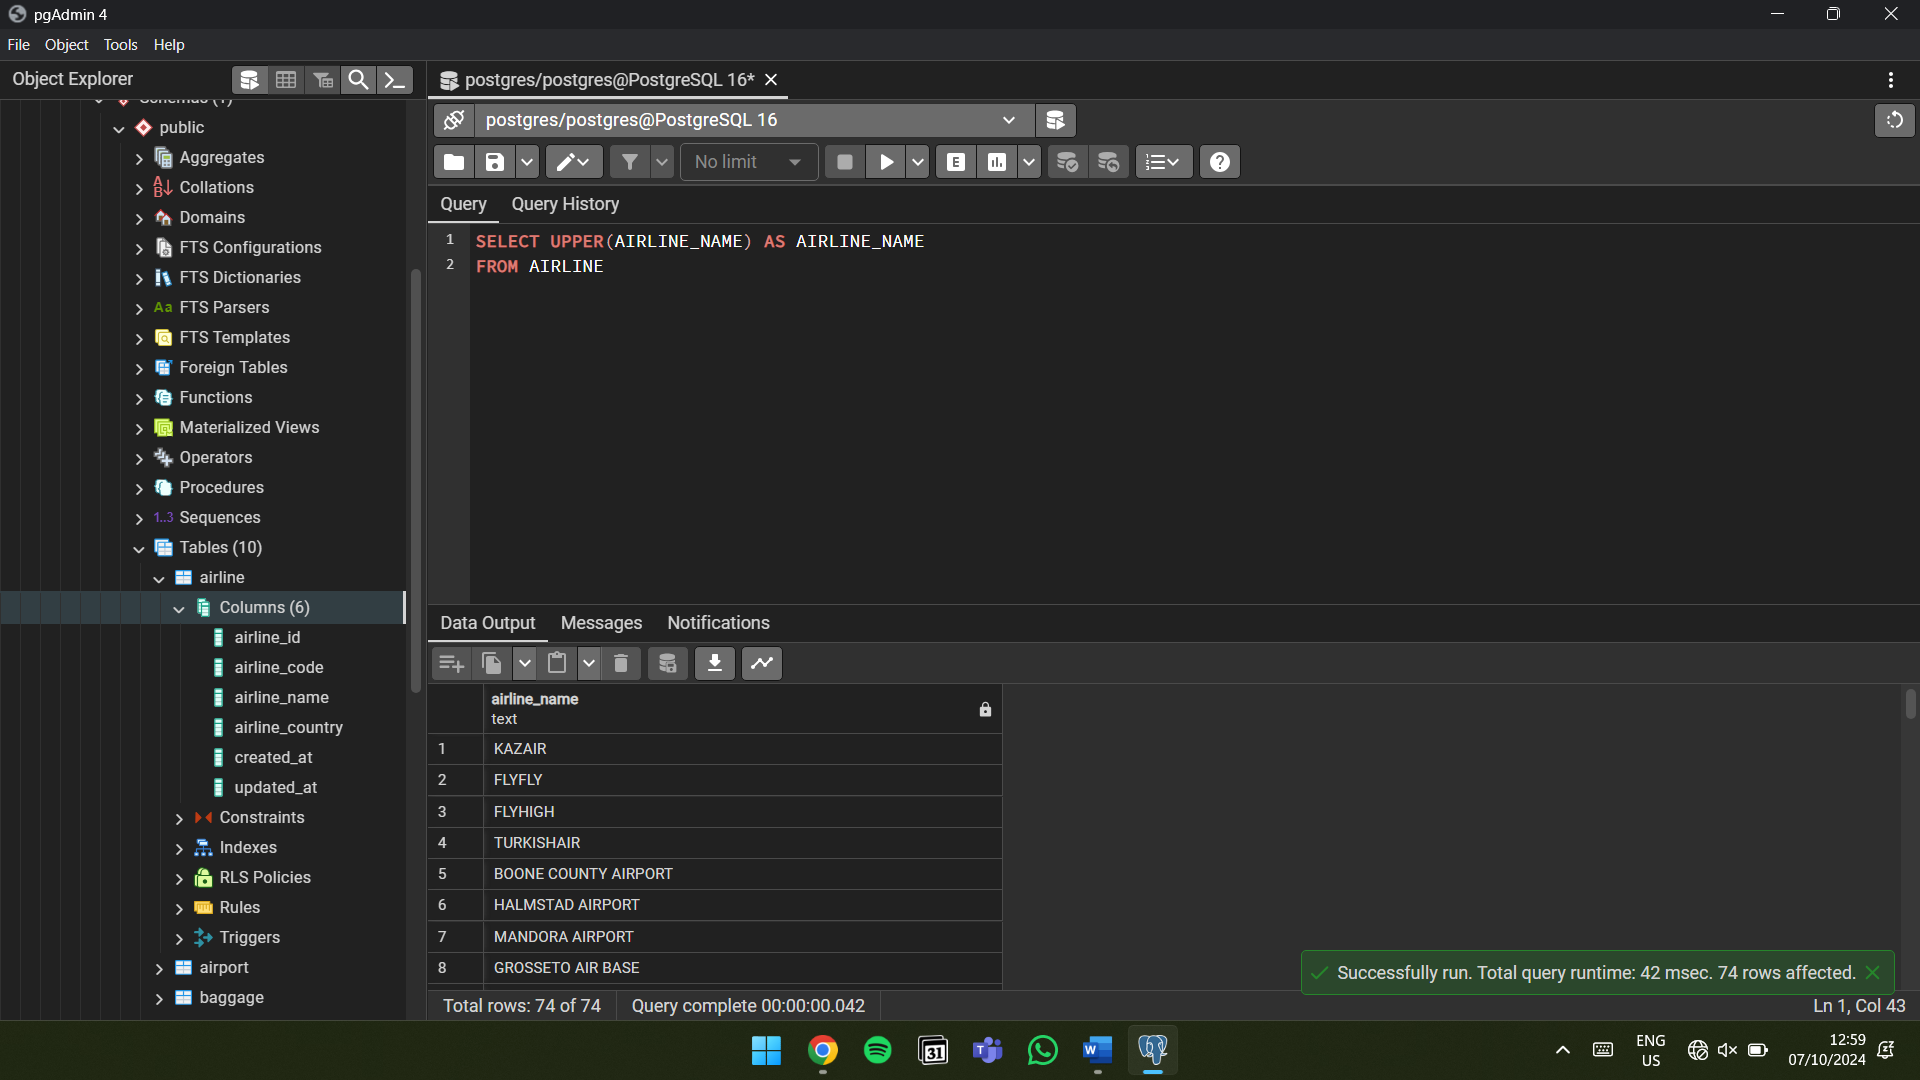 pgAdmin 4
File Object Tools Help
Object Explorer
postgres/postgres@PostgreSQL 16*
Schemas (1)
public
Aggregates
Collations
Domains
FTS Configurations
FTS Dictionaries
Aa FTS Parsers
FTS Templates
Foreign Tables
Functions
Materialized Views
Operators
Procedures
1..3 Sequences
Tables (10)
airline
Columns (6)
airline_id
airline_code
airline_name
airline_country
created_at
updated_at
Constraints
Indexes
RLS Policies
Rules
Triggers
airport
baggage
postgres/postgres@PostgreSQL 16
No limit
E
Query Query History
1 SELECT UPPER(AIRLINE_NAME) AS AIRLINE_NAME
2 FROM AIRLINE
Data Output Messages Notifications
airline_name
text
1 KAZAIR
2 FLYFLY
3 FLYHIGH
4 TURKISHAIR
5 BOONE COUNTY AIRPORT
6 HALMSTAD AIRPORT
7 MANDORA AIRPORT
8 GROSSETO AIR BASE
Successfully run. Total query runtime: 42 msec. 74 rows affected.
Total rows: 74 of 74 Query complete 00:00:00.042 Ln 1, Col 43
31
ENG
US
12:59
07/10/2024